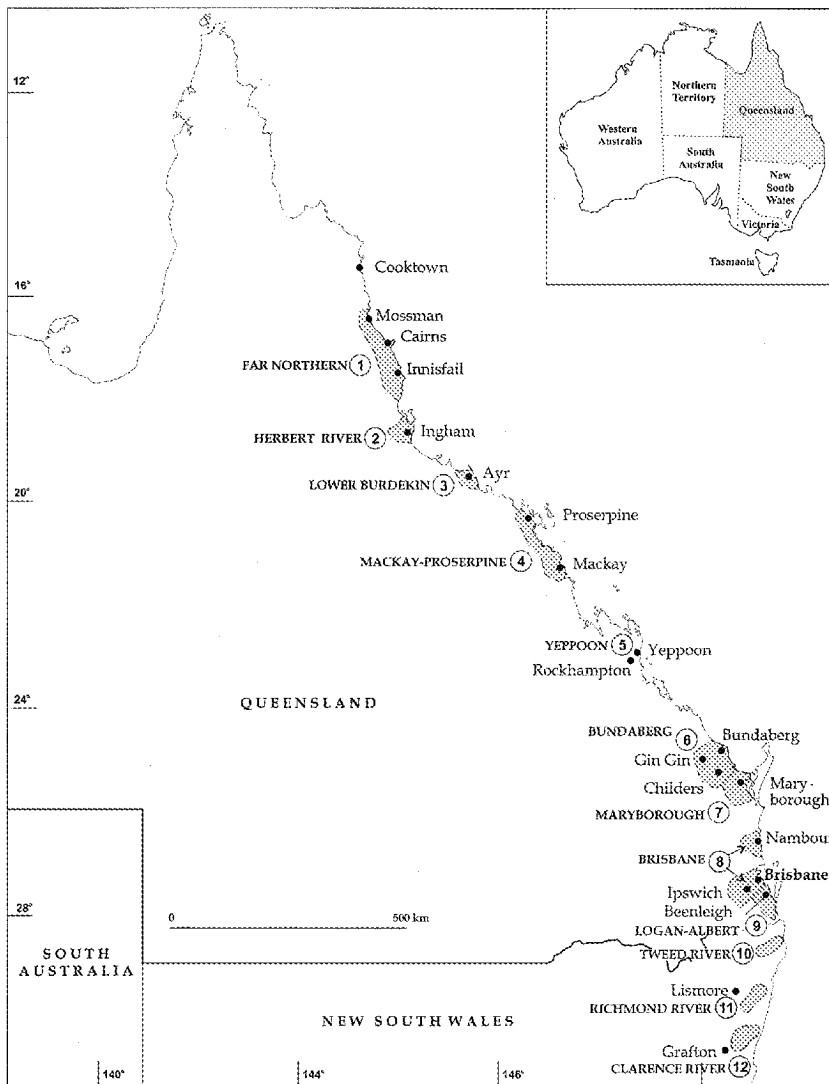 12°
16°
20°
24°
28°
Northern
Territory
Queensland
Western
Australia
South
Australia
New
South
Wales
Victoria
Tasmania
Cooktown
Mossman
Cairns
FAR NORTHERN 1
Innisfail
HERBERT RIVER 2
Ingham
LOWER BURDEKIN 3
Ayr
Proserpine
MACKAY-PROSERPINE 4
Mackay
YEPPOON 5
Yeppoon
Rockhampton
QUEENSLAND
BUNDABERG 6
Bundaberg
Gin Gin
Childers
Mary-
borough
MARYBOROUGH 7
Nambour
BRISBANE 8
Brisbane
Ipswich
Beenleigh
LOGAN-ALBERT 9
0 500 km
TWEED RIVER 10
SOUTH
AUSTRALIA
Lismore
RICHMOND RIVER 11
NEW SOUTH WALES
Grafton
CLARENCE RIVER 12
140° 144° 146°